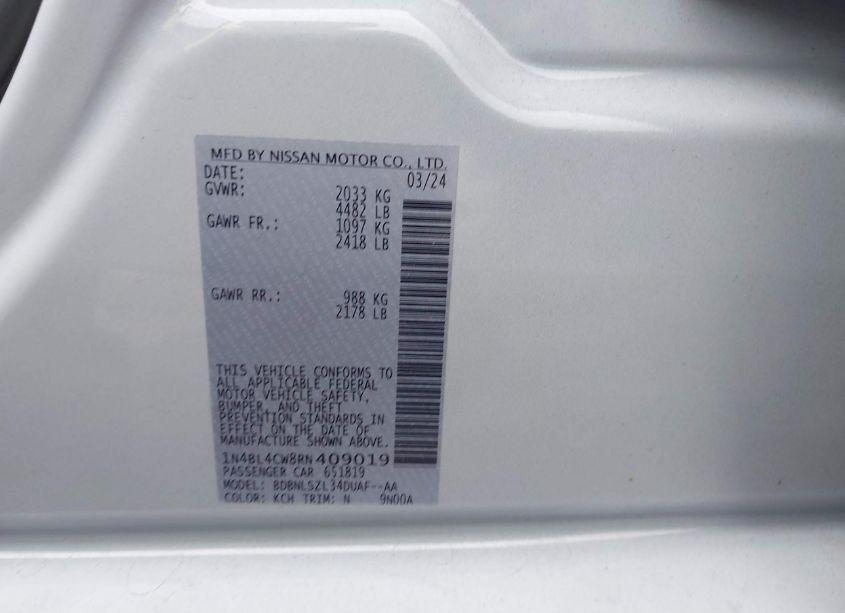 MFD BY NISSAN MOTOR CO., LTD.
DATE: 03/24
GVWR: 2033 KG
4482 LB
GAWR FR.: 1097 KG
2418 LB
GAWR RR.: 988 KG
2178 LB
THIS VEHICLE CONFORMS TO
ALL APPLICABLE FEDERAL
MOTOR VEHICLE SAFETY,
BUMPER, AND THEFT
PREVENTION STANDARDS IN
EFFECT ON THE DATE OF
MANUFACTURE SHOWN ABOVE.
1N4BL4CW8RN409019
PASSENGER CAR 651819
MODEL: BDBNLSZL34DUAF--AA
COLOR: KCH TRIM: N 9N00A